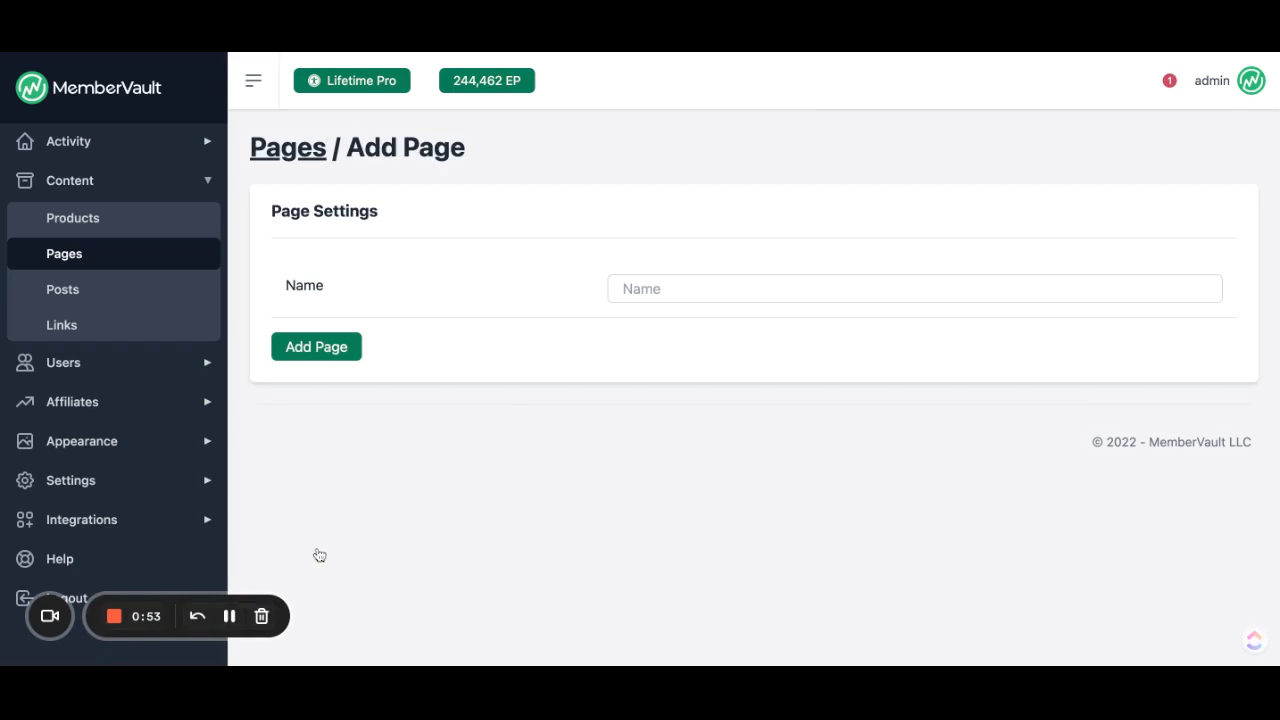 MemberVault
Lifetime Pro
244,462 EP
1
admin
Activity
Content
Products
Pages
Posts
Links
Users
Affiliates
Appearance
Settings
Integrations
Help
gout
0:53
Pages / Add Page
Page Settings
Name
Name
Add Page
© 2022 - MemberVault LLC